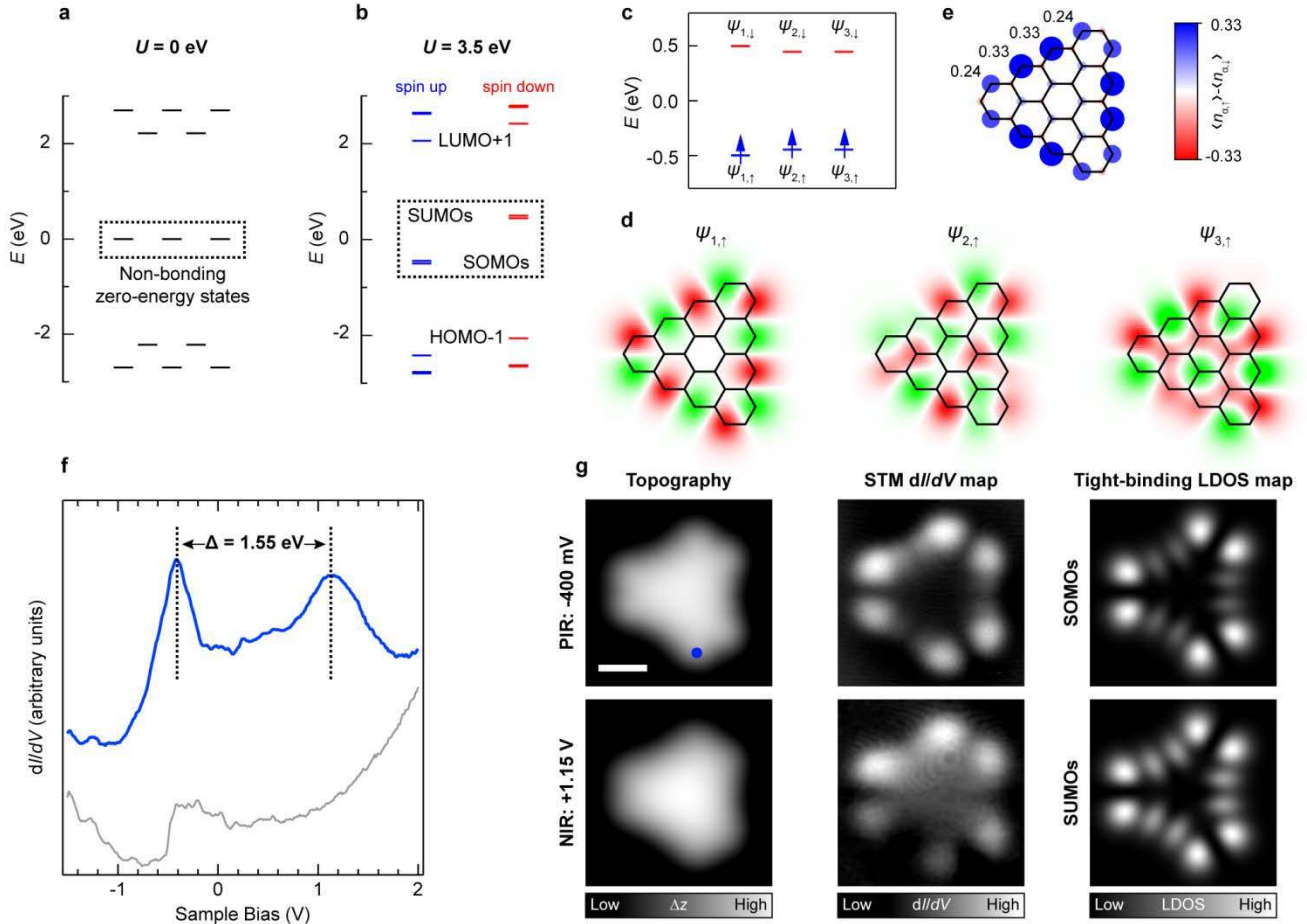 a
U = 0 eV
E (eV)
2
0
-2
Non-bonding
zero-energy states
b
U = 3.5 eV
spin up
spin down
E (eV)
2
0
-2
LUMO+1
SUMOs
SOMOs
HOMO-1
c
ψ1,↓ ψ2,↓ ψ3,↓
E (eV)
0.5
0.0
-0.5
ψ1,↑ ψ2,↑ ψ3,↑
e
0.24
0.33
0.33
0.24
0.33
-0.33
⟨nα,↑⟩-⟨nα,↓⟩
d
ψ1,↑ ψ2,↑ ψ3,↑
f
Δ = 1.55 eV
dI/dV (arbitrary units)
-1 0 1 2
Sample Bias (V)
g
Topography
STM dI/dV map
Tight-binding LDOS map
PIR: -400 mV
SOMOs
NIR: +1.15 V
SUMOs
Low Δz High
Low dI/dV High
Low LDOS High